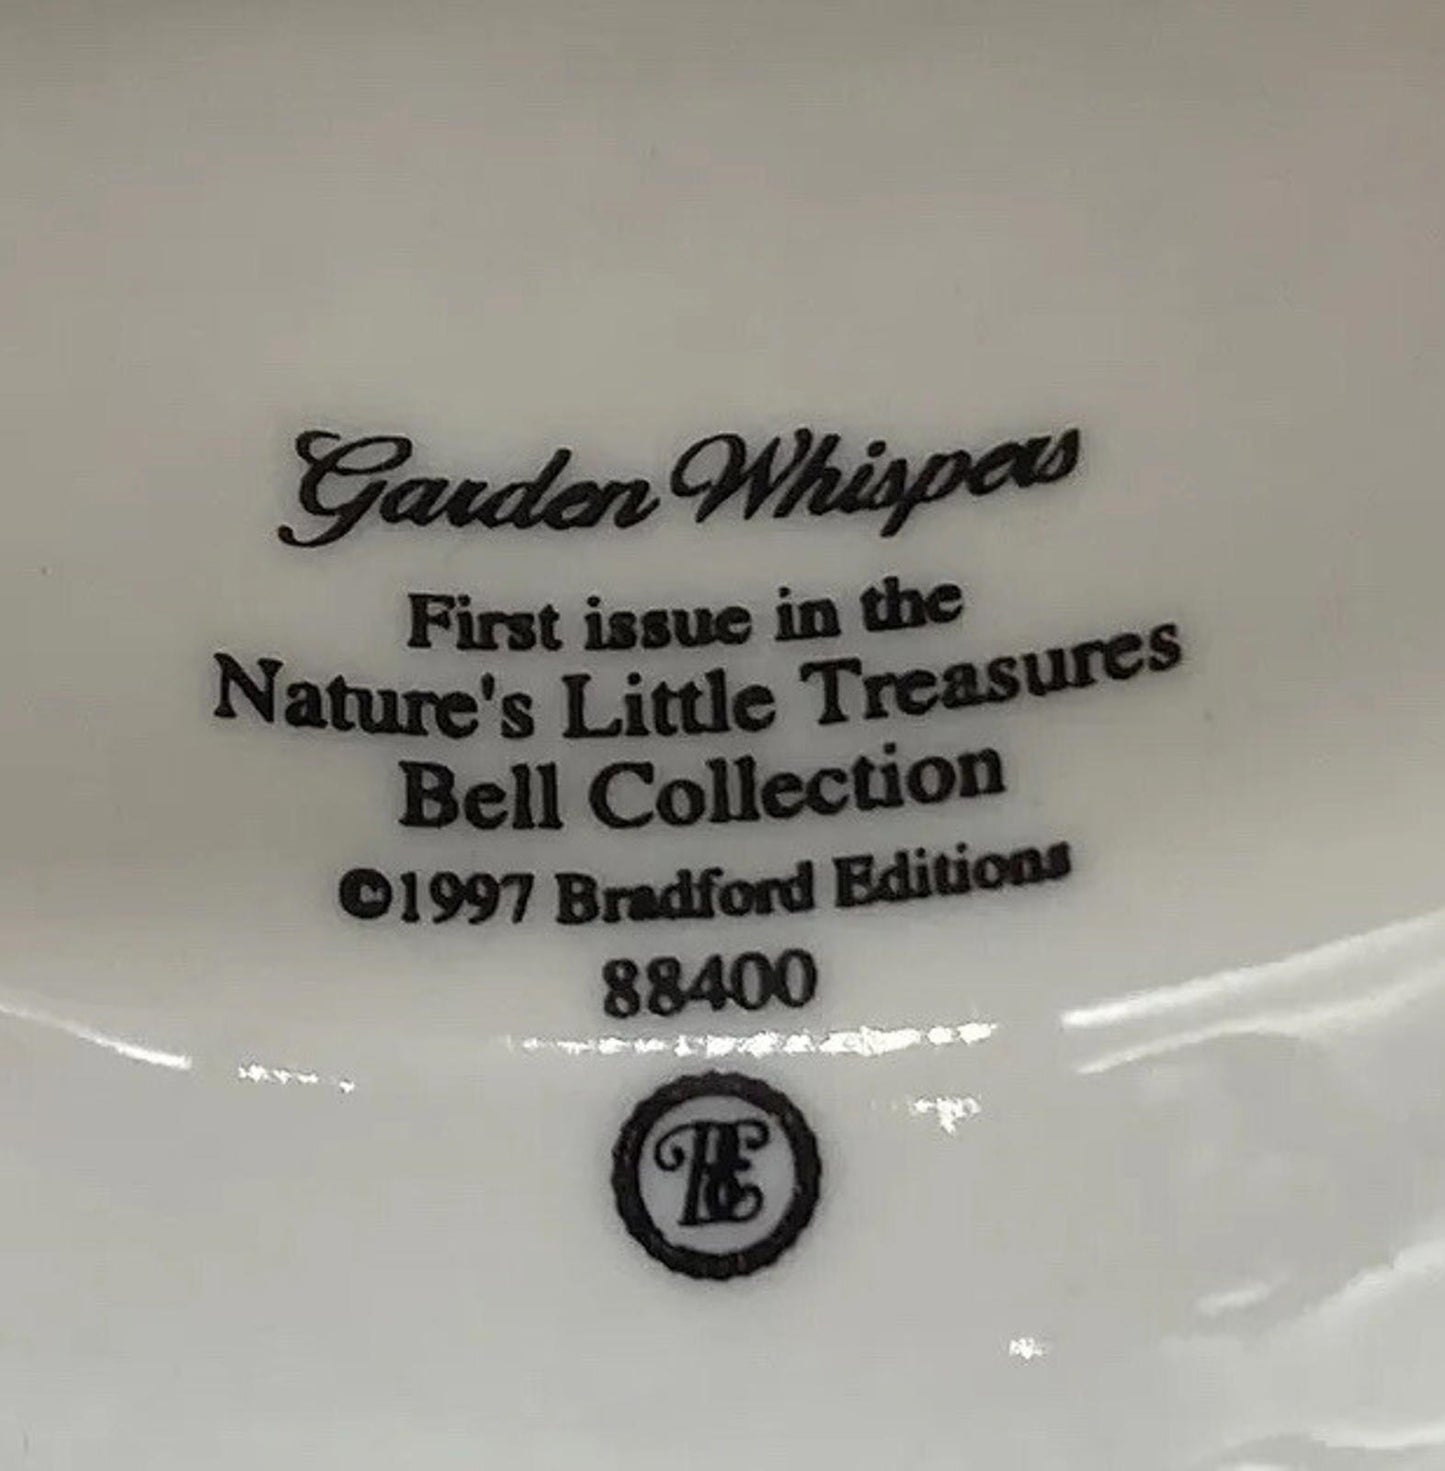 Garden Whispers
First issue in the
Nature's Little Treasures
Bell Collection
©1997 Bradford Editions
88400
BE